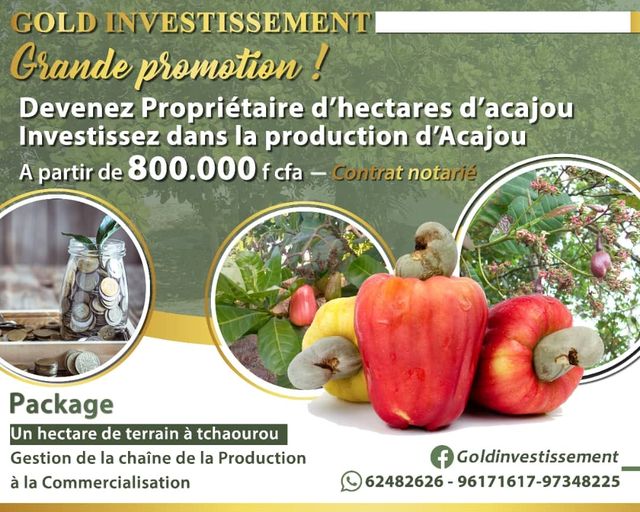 GOLD INVESTISSEMENT
Grande promotion !
Devenez Propriétaire d'hectares d'acajou
Investissez dans la production d'Acajou
A partir de 800.000 f cfa – Contrat notarié
Package
Un hectare de terrain à tchaourou
Gestion de la chaîne de la Production
à la Commercialisation
Goldinvestissement
62482626 - 96171617-97348225